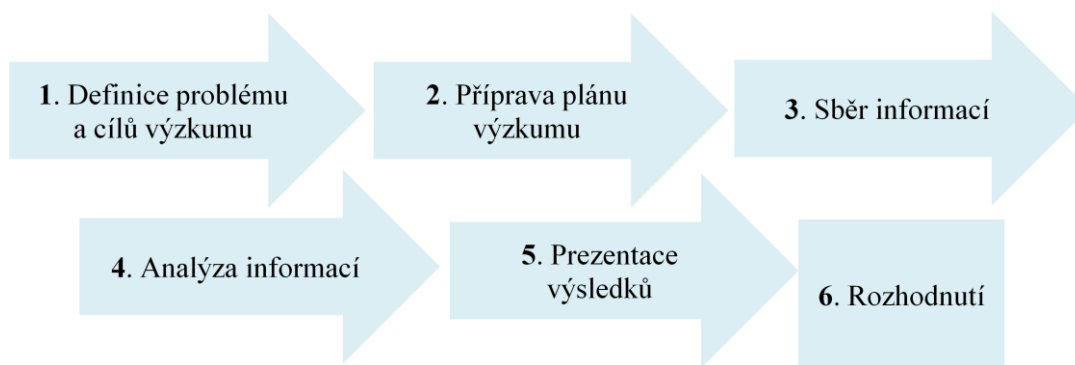 1. Definice problému
a cílů výzkumu
2. Příprava plánu
výzkumu
3. Sběr informací
4. Analýza informací
5. Prezentace
výsledků
6. Rozhodnutí